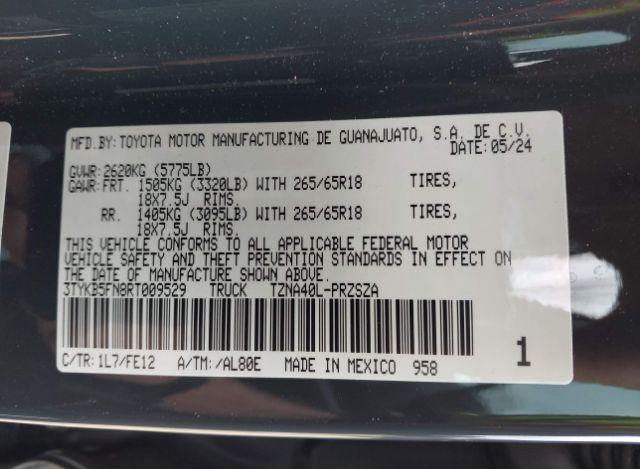 MFD.BY:TOYOTA MOTOR MANUFACTURING DE GUANAJUATO, S.A. DE C.V.
DATE:05/24
GVWR:2620KG (5775LB)
GAWR:FRT. 1505KG (3320LB) WITH 265/65R18 TIRES,
18X7.5J RIMS.
RR. 1405KG (3095LB) WITH 265/65R18 TIRES,
18X7.5J RIMS.
THIS VEHICLE CONFORMS TO ALL APPLICABLE FEDERAL MOTOR
VEHICLE SAFETY AND THEFT PREVENTION STANDARDS IN EFFECT ON
THE DATE OF MANUFACTURE SHOWN ABOVE.
3TYKB5FN8RT009529 TRUCK TZNA40L-PRZSZA
C/TR:1L7/FE12 A/TM:/AL80E MADE IN MEXICO 958 1